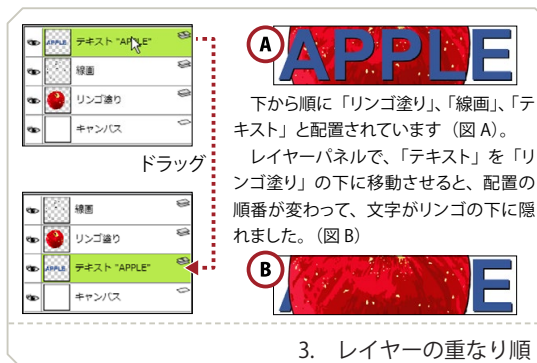 テキスト "APPLE"
線画
リンゴ塗り
キャンバス
ドラッグ
線画
リンゴ塗り
テキスト "APPLE"
キャンバス
A
APPLE
下から順に「リンゴ塗り」、「線画」、「テ
キスト」と配置されています（図 A）。
レイヤーパネルで、「テキスト」を「リ
ンゴ塗り」の下に移動させると、配置の
順番が変わって、文字がリンゴの下に隠
れました。（図 B）
B
3. レイヤーの重なり順